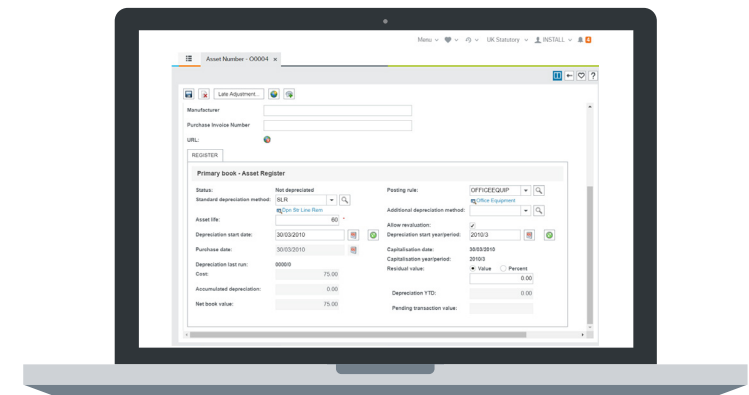 Menu UK Statutory INSTALL 4
Asset Number - O0004 ×
?
Late Adjustment...
Manufacturer
Purchase Invoice Number
URL:
REGISTER
Primary book - Asset Register
Status: Not depreciated Posting rule: OFFICEEQUIP
Standard depreciation method: SLR Office Equipment
Dpn Str Line Rem Additional depreciation method:
Asset life: 60 * Allow revaluation:
Depreciation start date: 30/03/2010 Depreciation start year/period: 2010/3
Purchase date: 30/03/2010 Capitalisation date: 30/03/2010
Capitalisation year/period: 2010/3
Depreciation last run: 0000/0 Residual value: Value Percent
Cost: 75.00 0.00
Accumulated depreciation: 0.00 Depreciation YTD: 0.00
Net book value: 75.00 Pending transaction value: